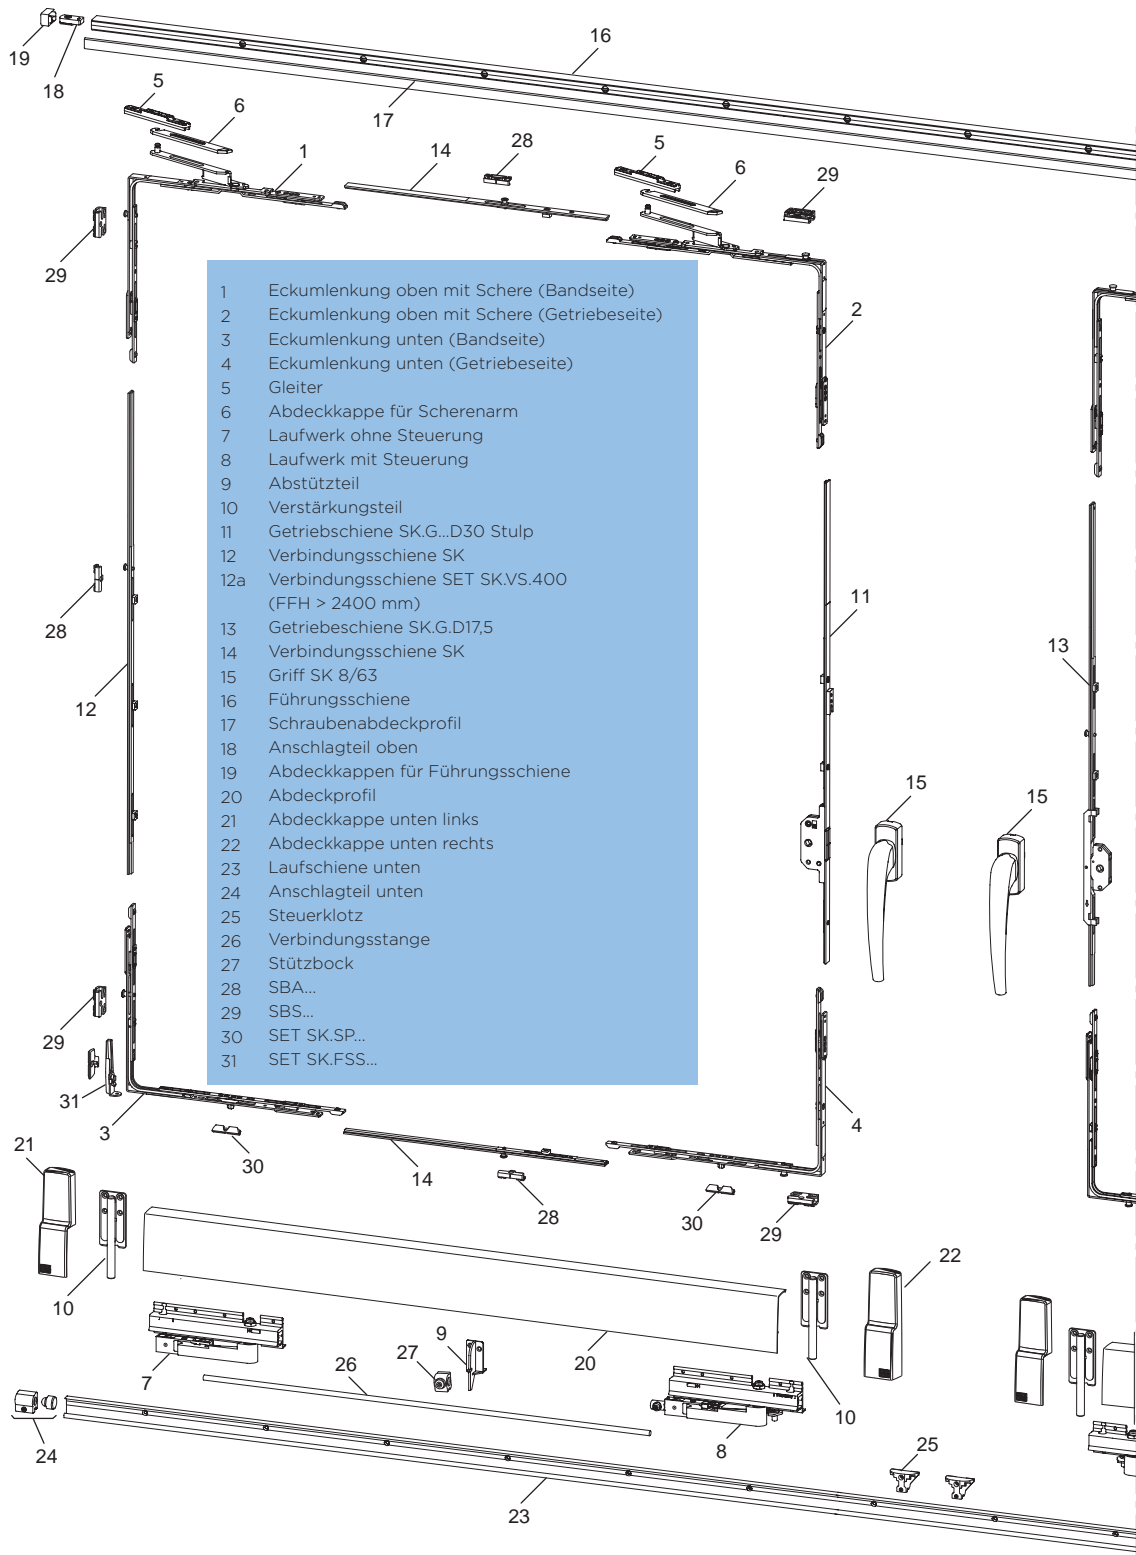 19
18
16
17
5
6
1
14
28
5
6
29
29
2
1 Eckumlenkung oben mit Schere (Bandseite)
2 Eckumlenkung oben mit Schere (Getriebeseite)
3 Eckumlenkung unten (Bandseite)
4 Eckumlenkung unten (Getriebeseite)
5 Gleiter
6 Abdeckkappe für Scherenarm
7 Laufwerk ohne Steuerung
8 Laufwerk mit Steuerung
9 Abstützteil
10 Verstärkungsteil
11 Getriebschiene SK.G...D30 Stulp
12 Verbindungsschiene SK
12a Verbindungsschiene SET SK.VS.400
(FFH > 2400 mm)
13 Getriebeschiene SK.G.D17,5
14 Verbindungsschiene SK
15 Griff SK 8/63
16 Führungsschiene
17 Schraubenabdeckprofil
18 Anschlagteil oben
19 Abdeckkappen für Führungsschiene
20 Abdeckprofil
21 Abdeckkappe unten links
22 Abdeckkappe unten rechts
23 Laufschiene unten
24 Anschlagteil unten
25 Steuerklotz
26 Verbindungsstange
27 Stützbock
28 SBA...
29 SBS...
30 SET SK.SP...
31 SET SK.FSS...
28
12
11
13
15
15
29
31
3
30
14
28
30
29
4
21
10
22
20
7
26
27
9
8
10
24
25
23